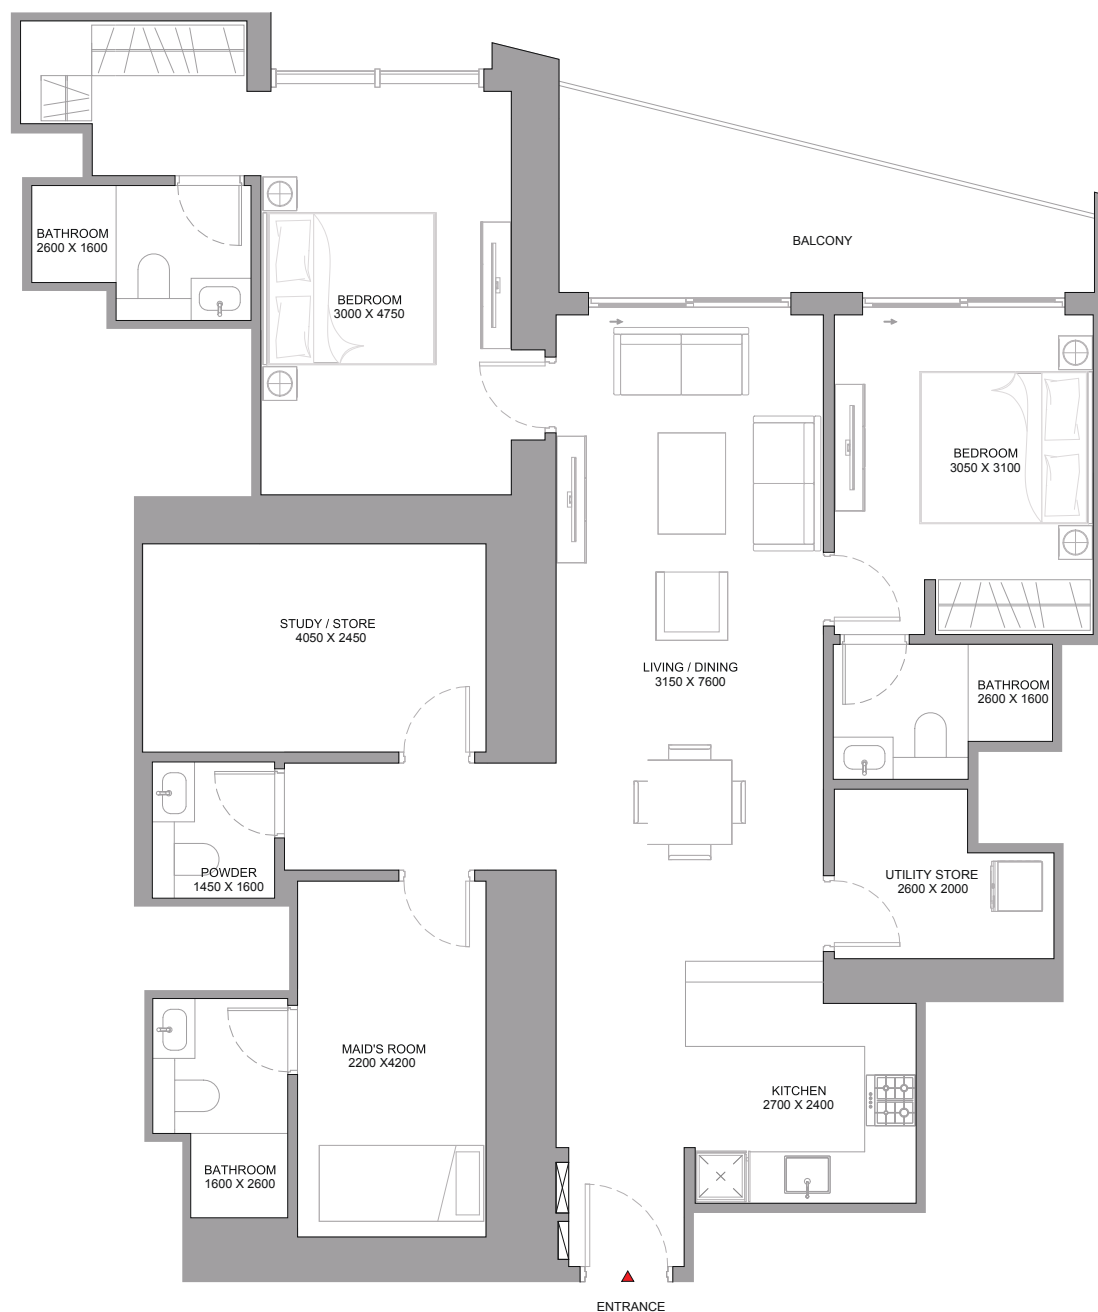 BALCONY
BATHROOM
2600 X 1600
BEDROOM
3000 X 4750
BEDROOM
3050 X 3100
STUDY / STORE
4050 X 2450
LIVING / DINING
3150 X 7600
BATHROOM
2600 X 1600
POWDER
1450 X 1600
UTILITY STORE
2600 X 2000
MAID'S ROOM
2200 X4200
KITCHEN
2700 X 2400
BATHROOM
1600 X 2600
ENTRANCE